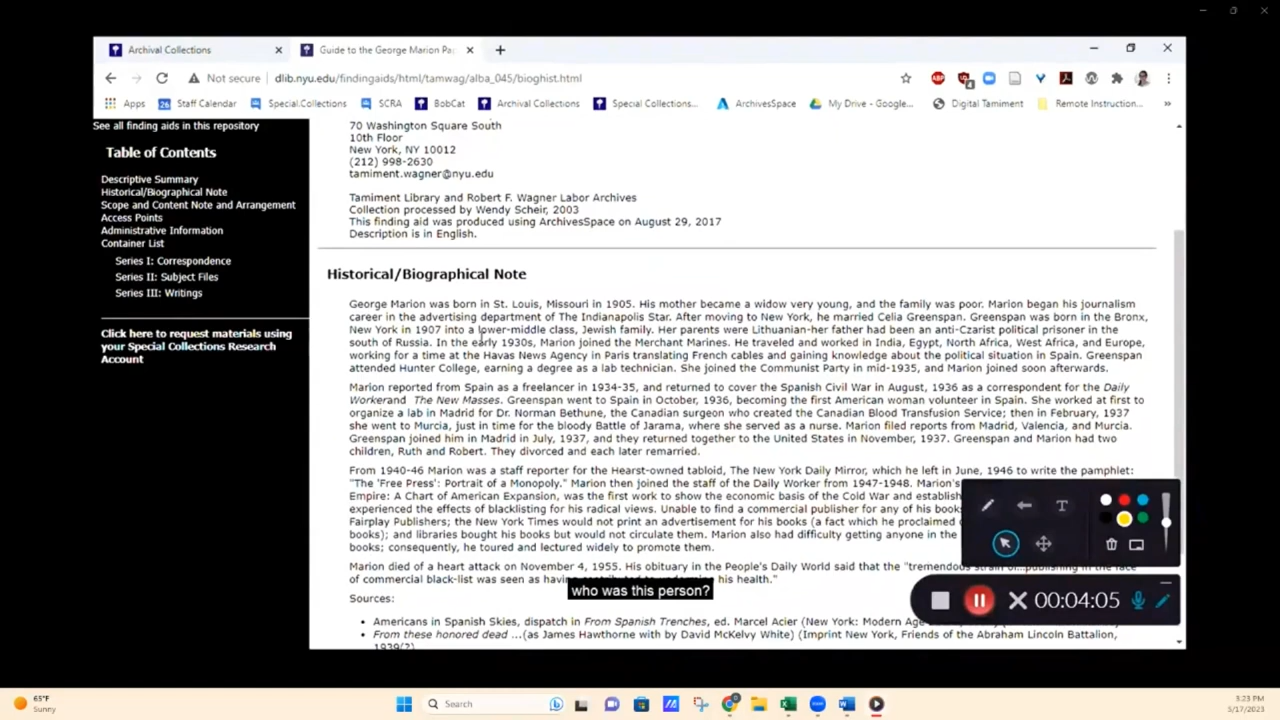 Archival Collections
Guide to the George Marion Pa
Not secure
dlib.nyu.edu/findingaids/html/tamwag/alba_045/bioghist.html
ABP
4
Apps
26
Staff Calendar
Special.Collections
SCRA
BobCat
Archival Collections
Special Collections...
ArchivesSpace
My Drive - Google...
Digital Tamiment
Remote Instruction...
»
See all finding aids in this repository
Table of Contents
Descriptive Summary
Historical/Biographical Note
Scope and Content Note and Arrangement
Access Points
Administrative Information
Container List
Series I: Correspondence
Series II: Subject Files
Series III: Writings
Click here to request materials using
your Special Collections Research
Account
70 Washington Square South
10th Floor
New York, NY 10012
(212) 998-2630
tamiment.wagner@nyu.edu
Tamiment Library and Robert F. Wagner Labor Archives
Collection processed by Wendy Scheir, 2003
This finding aid was produced using ArchivesSpace on August 29, 2017
Description is in English.
Historical/Biographical Note
George Marion was born in St. Louis, Missouri in 1905. His mother became a widow very young, and the family was poor. Marion began his journalism
career in the advertising department of The Indianapolis Star. After moving to New York, he married Celia Greenspan. Greenspan was born in the Bronx,
New York in 1907 into a lower-middle class, Jewish family. Her parents were Lithuanian-her father had been an anti-Czarist political prisoner in the
south of Russia. In the early 1930s, Marion joined the Merchant Marines. He traveled and worked in India, Egypt, North Africa, West Africa, and Europe,
working for a time at the Havas News Agency in Paris translating French cables and gaining knowledge about the political situation in Spain. Greenspan
attended Hunter College, earning a degree as a lab technician. She joined the Communist Party in mid-1935, and Marion joined soon afterwards.
Marion reported from Spain as a freelancer in 1934-35, and returned to cover the Spanish Civil War in August, 1936 as a correspondent for the Daily
Workerand The New Masses. Greenspan went to Spain in October, 1936, becoming the first American woman volunteer in Spain. She worked at first to
organize a lab in Madrid for Dr. Norman Bethune, the Canadian surgeon who created the Canadian Blood Transfusion Service; then in February, 1937
she went to Murcia, just in time for the bloody Battle of Jarama, where she served as a nurse. Marion filed reports from Madrid, Valencia, and Murcia.
Greenspan joined him in Madrid in July, 1937, and they returned together to the United States in November, 1937. Greenspan and Marion had two
children, Ruth and Robert. They divorced and each later remarried.
From 1940-46 Marion was a staff reporter for the Hearst-owned tabloid, The New York Daily Mirror, which he left in June, 1946 to write the pamphlet:
"The 'Free Press': Portrait of a Monopoly." Marion then joined the staff of the Daily Worker from 1947-1948. Marion's
Empire: A Chart of American Expansion, was the first work to show the economic basis of the Cold War and establish
experienced the effects of blacklisting for his radical views. Unable to find a commercial publisher for any of his book
Fairplay Publishers; the New York Times would not print an advertisement for his books (a fact which he proclaimed
books); and libraries bought his books but would not circulate them. Marion also had difficulty getting anyone in the
books; consequently, he toured and lectured widely to promote them.
Marion died of a heart attack on November 4, 1955. His obituary in the People's Daily World said that the "tremendous strain of...publishing in the face
of commercial black-list was seen as having his health."
who was this person?
Sources:
• Americans in Spanish Skies, dispatch in From Spanish Trenches, ed. Marcel Acier (New York: Modern Age
• From these honored dead ...(as James Hawthorne with by David McKelvy White) (Imprint New York, Friends of the Abraham Lincoln Battalion,
1939(?)
T
00:04:05
65°F
Sunny
Search
3:23 PM
5/17/2023